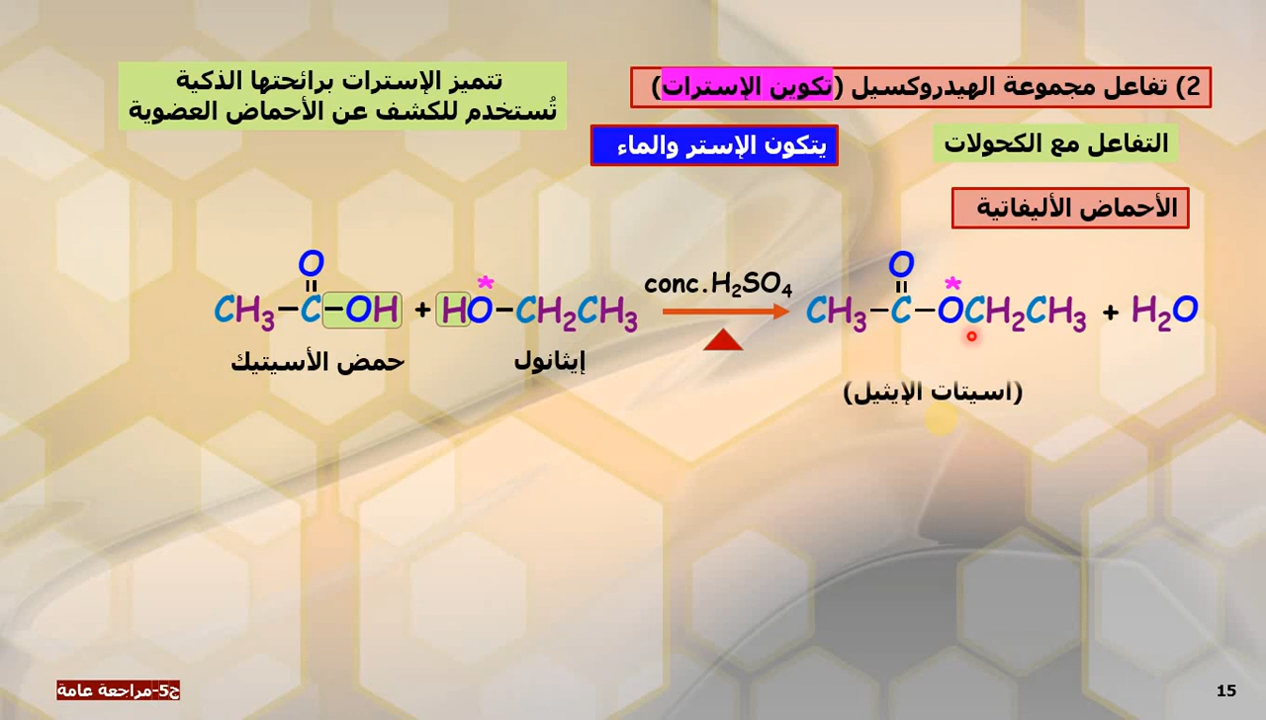 2) تفاعل مجموعة الهيدروكسيل (تكوين الإسترات)
تتميز الإسترات برائحتها الذكية
تُستخدم للكشف عن الأحماض العضوية
التفاعل مع الكحولات
يتكون الإستر والماء
الأحماض الأليفاتية
O O
CH₃–C–OH + HO*–CH₂CH₃ conc.H₂SO₄ CH₃–C–O*CH₂CH₃ + H₂O
حمض الأسيتيك
إيثانول
(أسيتات الإيثيل)
ج5-مراجعة عامة
15